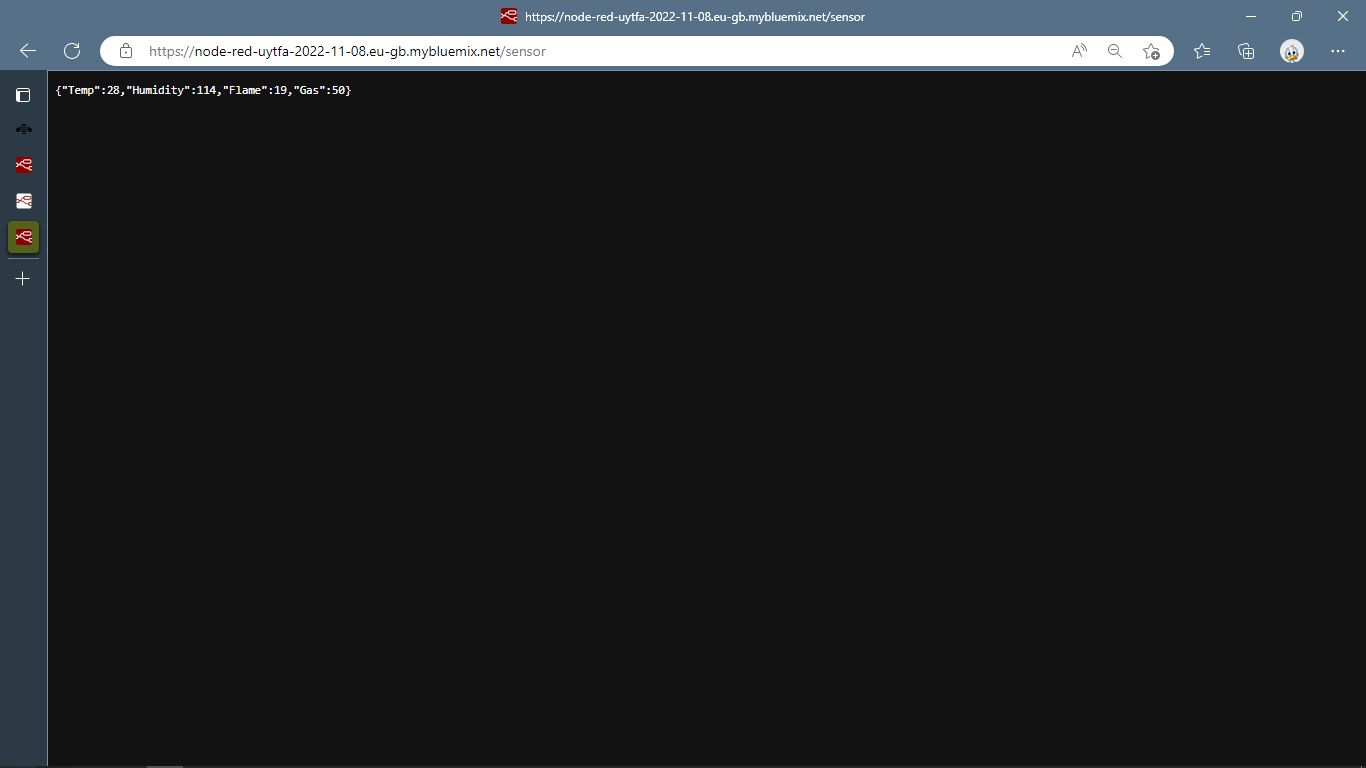 https://node-red-uytfa-2022-11-08.eu-gb.mybluemix.net/sensor
https://node-red-uytfa-2022-11-08.eu-gb.mybluemix.net/sensor
{"Temp":28,"Humidity":114,"Flame":19,"Gas":50}